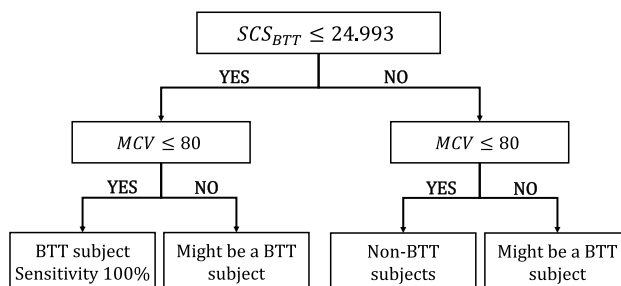 SCS_BTT ≤ 24.993
YES NO
MCV ≤ 80 MCV ≤ 80
YES NO YES NO
BTT subject
Sensitivity 100%
Might be a BTT
subject
Non-BTT
subjects
Might be a BTT
subject